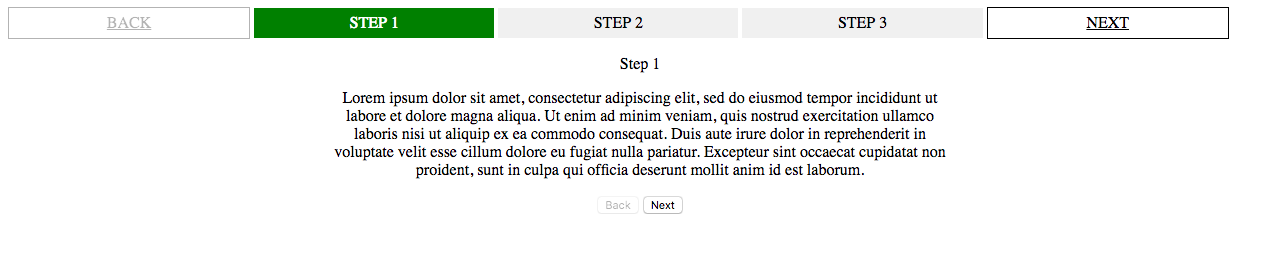 BACK STEP 1 STEP 2 STEP 3 NEXT
Step 1
Lorem ipsum dolor sit amet, consectetur adipiscing elit, sed do eiusmod tempor incididunt ut
labore et dolore magna aliqua. Ut enim ad minim veniam, quis nostrud exercitation ullamco
laboris nisi ut aliquip ex ea commodo consequat. Duis aute irure dolor in reprehenderit in
voluptate velit esse cillum dolore eu fugiat nulla pariatur. Excepteur sint occaecat cupidatat non
proident, sunt in culpa qui officia deserunt mollit anim id est laborum.
Back Next